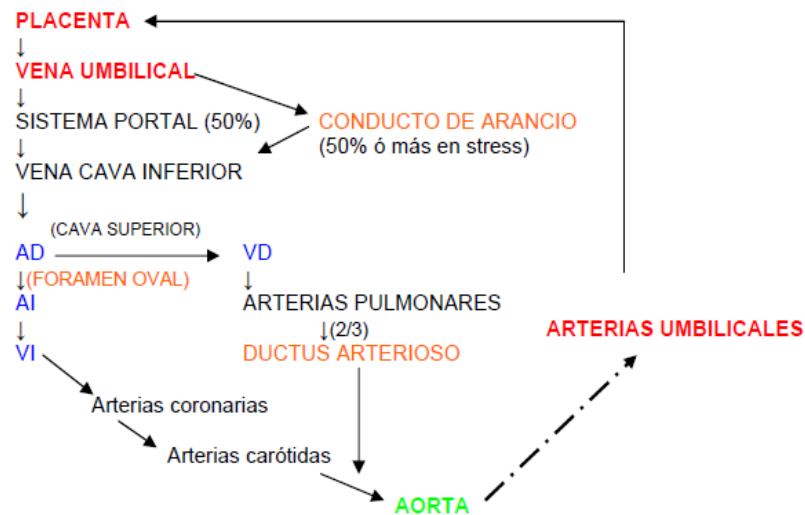 PLACENTA
↓
VENA UMBILICAL
↓
SISTEMA PORTAL (50%)
CONDUCTO DE ARANCIO
↓
(50% ó más en stress)
VENA CAVA INFERIOR
↓
(CAVA SUPERIOR)
AD
VD
↓(FORAMEN OVAL)
↓
AI
ARTERIAS PULMONARES
↓
↓(2/3)
ARTERIAS UMBILICALES
VI
DUCTUS ARTERIOSO
Arterias coronarias
Arterias carótidas
AORTA